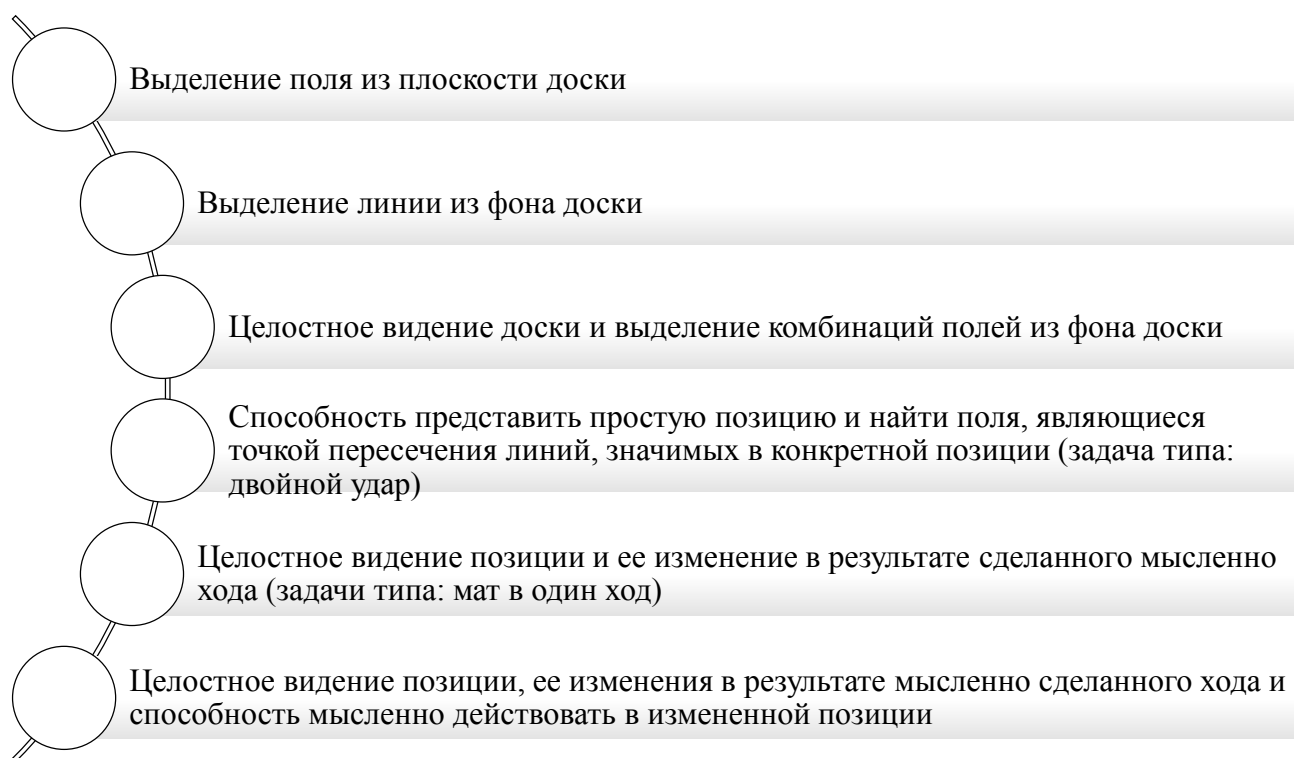 Выделение поля из плоскости доски
Выделение линии из фона доски
Целостное видение доски и выделение комбинаций полей из фона доски
Способность представить простую позицию и найти поля, являющиеся
точкой пересечения линий, значимых в конкретной позиции (задача типа:
двойной удар)
Целостное видение позиции и ее изменение в результате сделанного мысленно
хода (задачи типа: мат в один ход)
Целостное видение позиции, ее изменения в результате мысленно сделанного хода и
способность мысленно действовать в измененной позиции